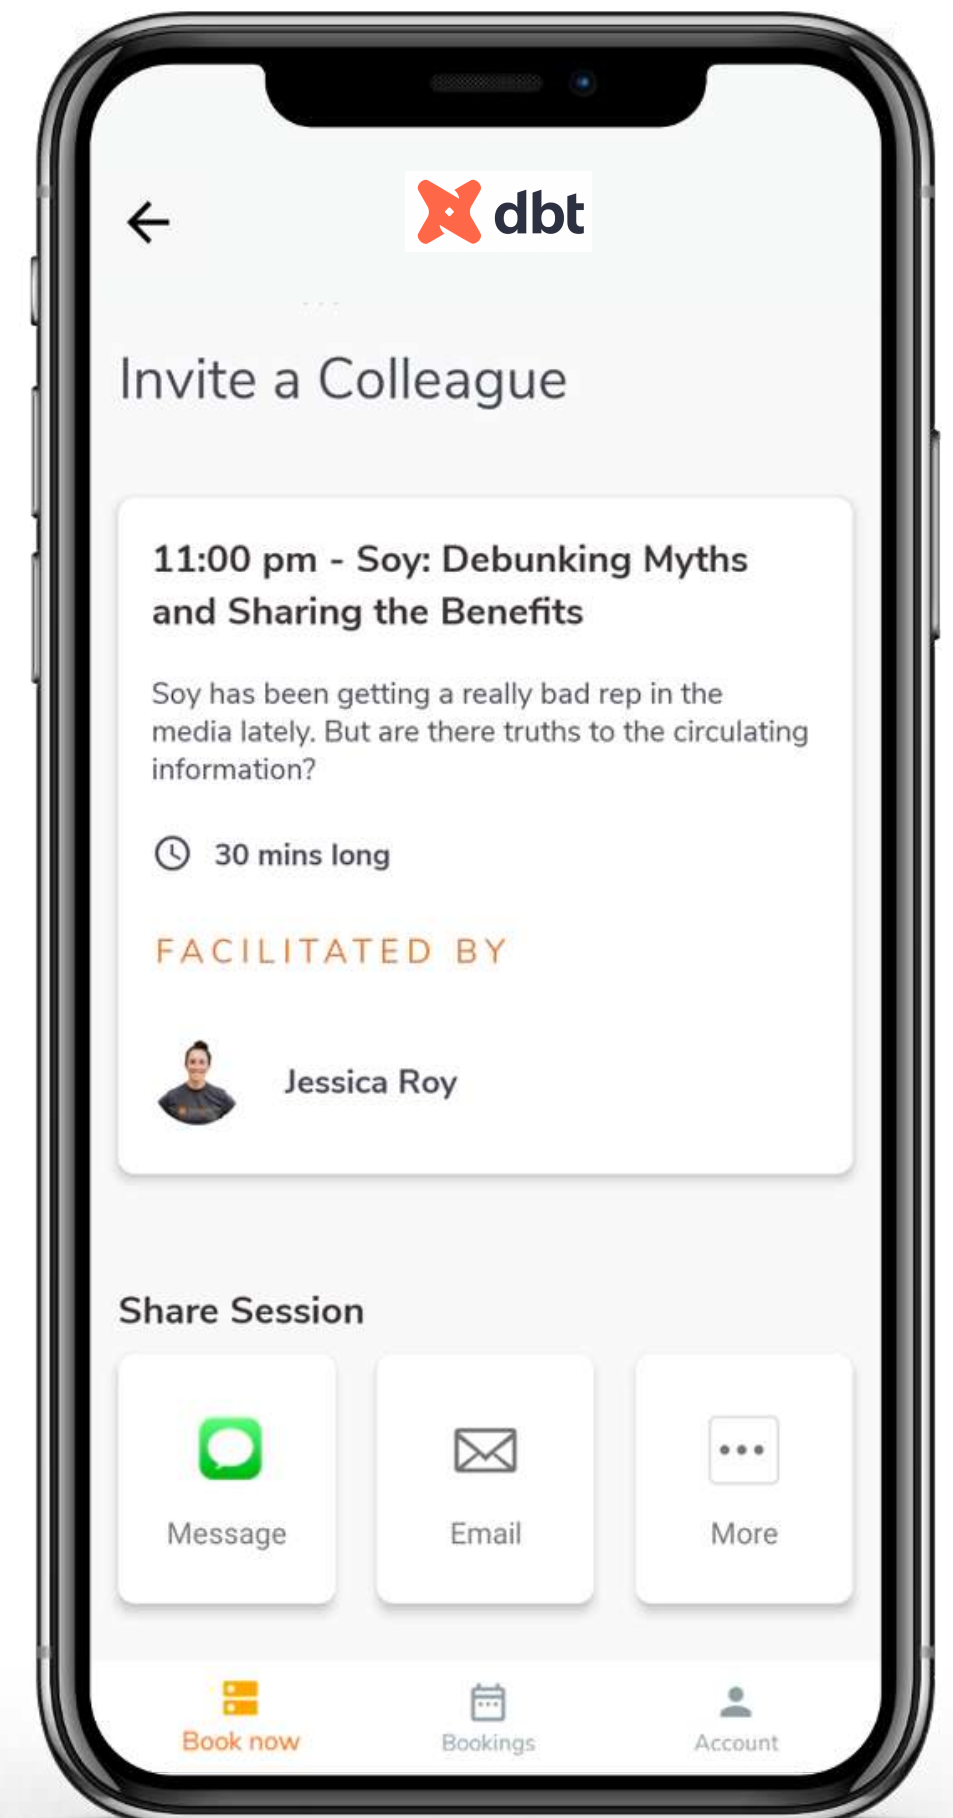 dbt
Invite a Colleague
11:00 pm - Soy: Debunking Myths
and Sharing the Benefits
Soy has been getting a really bad rep in the
media lately. But are there truths to the circulating
information?
30 mins long
FACILITATED BY
Jessica Roy
Share Session
Message
Email
More
Book now
Bookings
Account